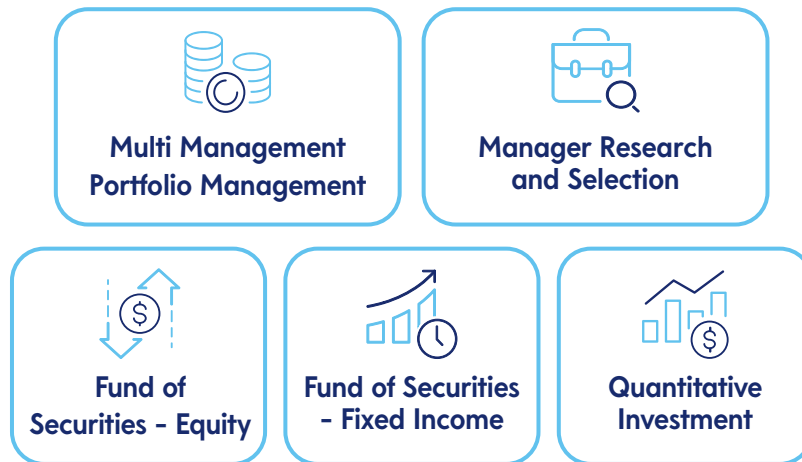 Multi Management
Portfolio Management
Manager Research
and Selection
Fund of
Securities - Equity
Fund of Securities
- Fixed Income
Quantitative
Investment